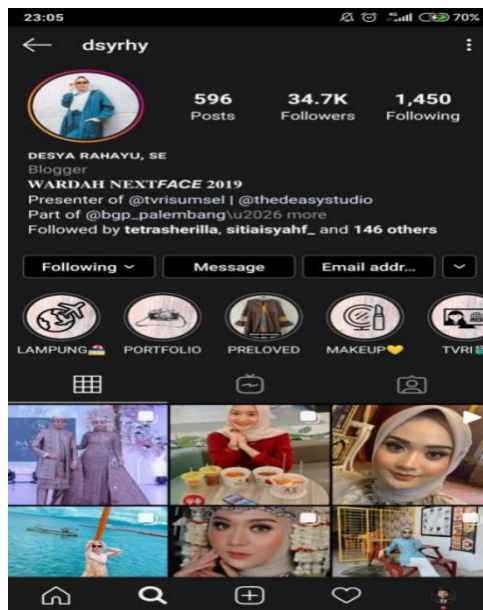 23:05
70%
dsyrhy
596 34.7K 1,450
Posts Followers Following
DESYA RAHAYU, SE
Blogger
WARDAH NEXTFACE 2019
Presenter of @tvrisumsel | @thedeasystudio
Part of @bgp_palembang\u2026 more
Followed by tetrasherilla, sitiaisyahf_ and 146 others
Following Message Email addr...
LAMPUNG PORTFOLIO PRELOVED MAKEUP TVRI